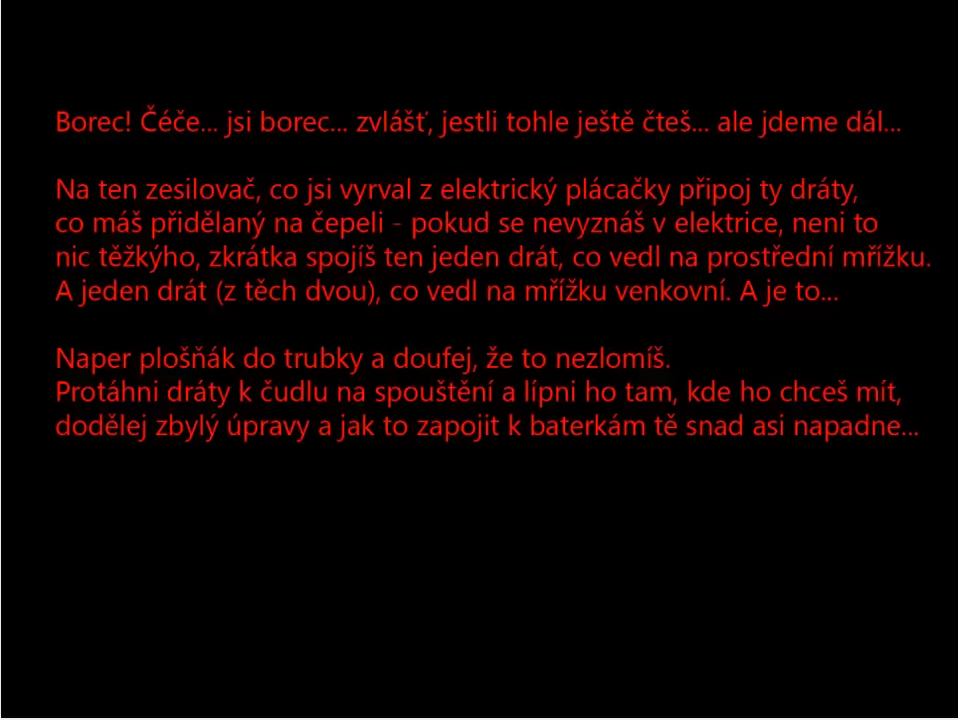 Borec! Čéče... jsi borec... zvlášť, jestli tohle ještě čteš... ale jdeme dál...
Na ten zesilovač, co jsi vyrval z elektrický plácačky připoj ty dráty,
co máš přidělaný na čepeli - pokud se nevyznáš v elektrice, neni to
nic těžkýho, zkrátka spojíš ten jeden drát, co vedl na prostřední mřížku.
A jeden drát (z těch dvou), co vedl na mřížku venkovní. A je to...
Naper plošňák do trubky a doufej, že to nezlomíš.
Protáhni dráty k čudlu na spouštění a lípni ho tam, kde ho chceš mít,
dodělej zbylý úpravy a jak to zapojit k baterkám tě snad asi napadne...